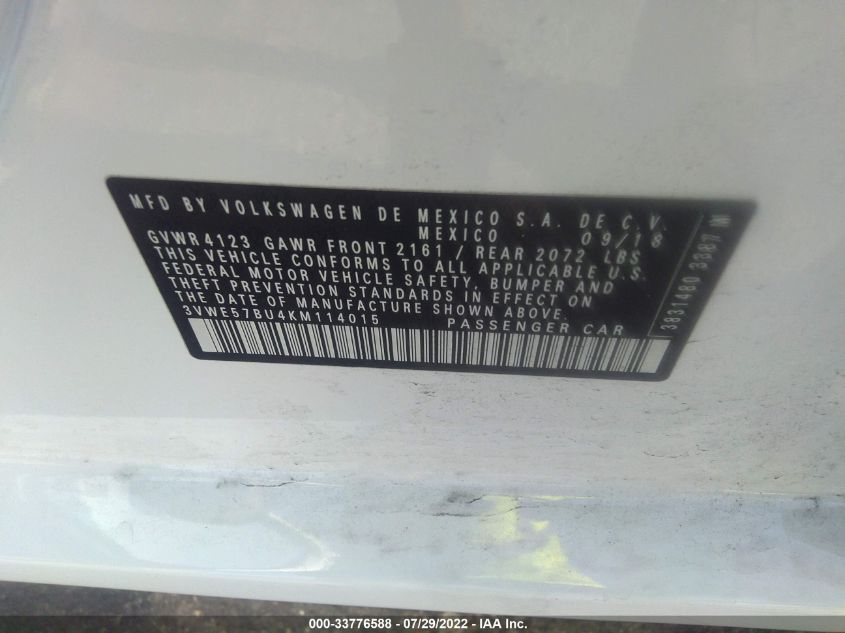 MFD BY VOLKSWAGEN DE MEXICO S.A. DE C.V.
MEXICO 09/18
GVWR 4123 GAWR FRONT 2161 / REAR 2072 LBS
THIS VEHICLE CONFORMS TO ALL APPLICABLE U.S.
FEDERAL MOTOR VEHICLE SAFETY, BUMPER AND
THEFT PREVENTION STANDARDS IN EFFECT ON
THE DATE OF MANUFACTURE SHOWN ABOVE.
3VWE57BU4KM114015 PASSENGER CAR
3831480 3387 M
000-33776588 - 07/29/2022 - IAA Inc.